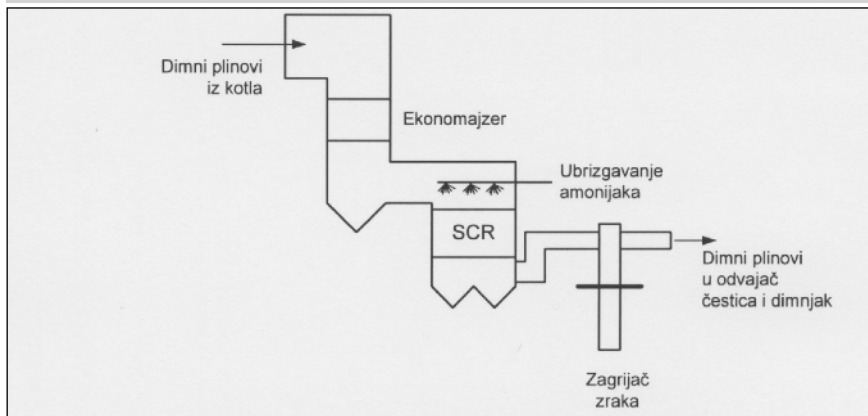 Dimni plinovi
iz kotla
Ekonomajzer
Ubrizgavanje
amonijaka
SCR
Dimni plinovi
u odvajač
čestica i dimnjak
Zagrijač
zraka